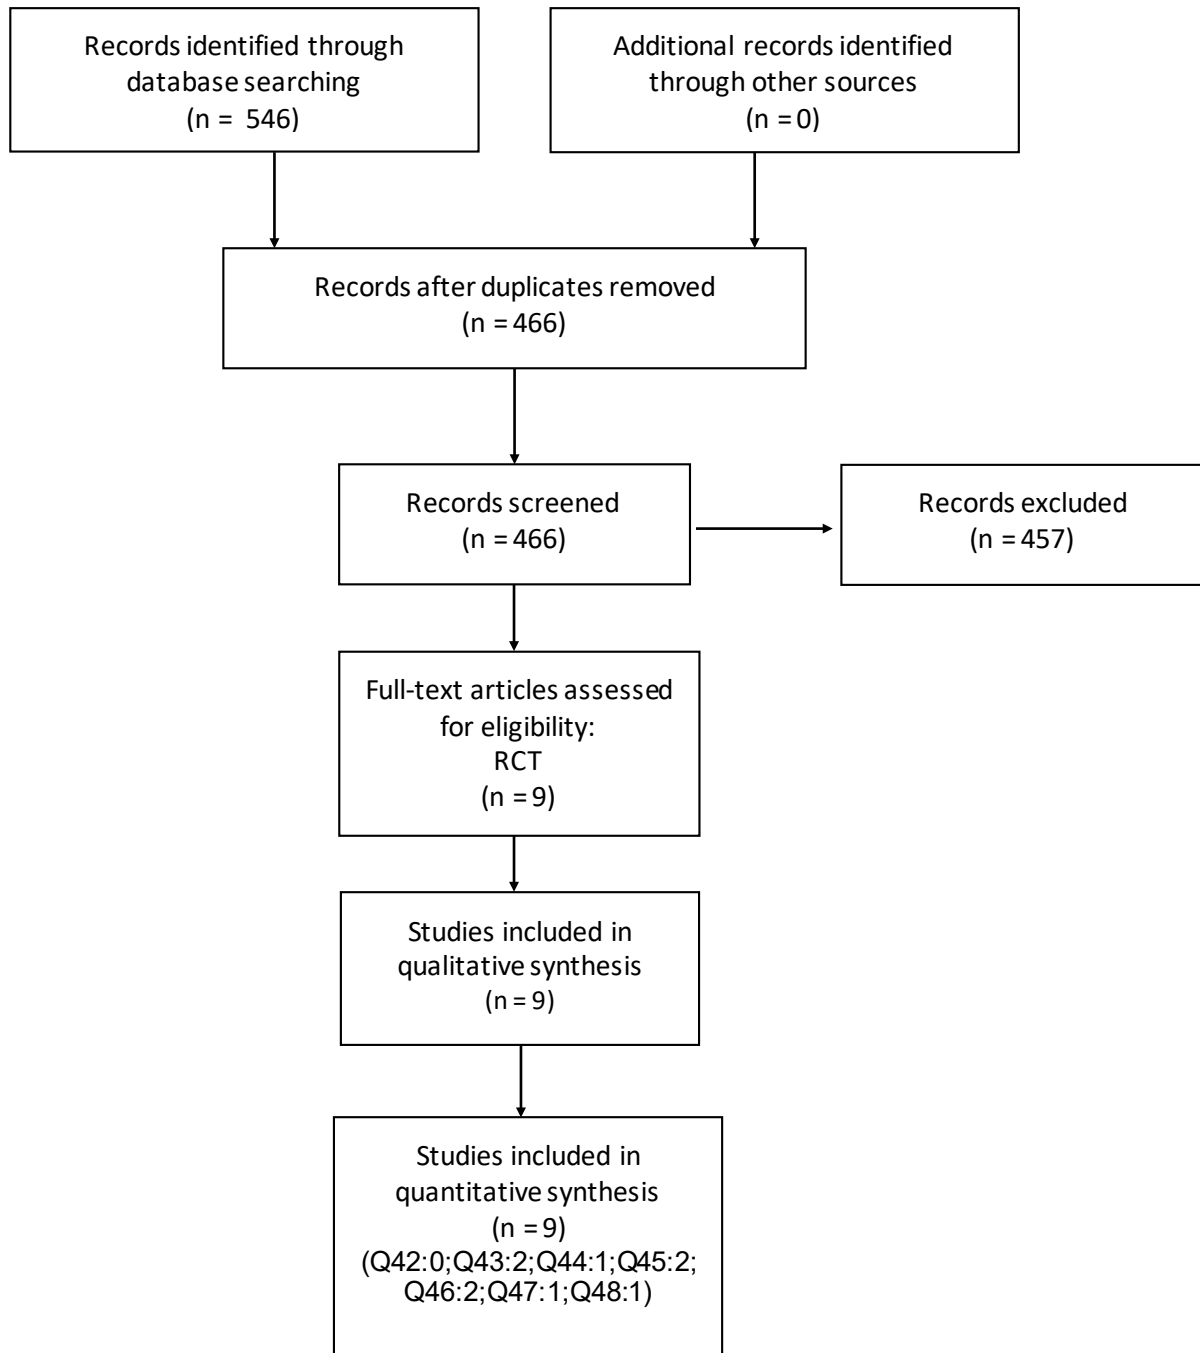 Records identified through
database searching
(n = 546)
Additional records identified
through other sources
(n = 0)
Records after duplicates removed
(n = 466)
Records screened
(n = 466)
Records excluded
(n = 457)
Full-text articles assessed
for eligibility:
RCT
(n = 9)
Studies included in
qualitative synthesis
(n = 9)
Studies included in
quantitative synthesis
(n = 9)
(Q42:0;Q43:2;Q44:1;Q45:2;
Q46:2;Q47:1;Q48:1)